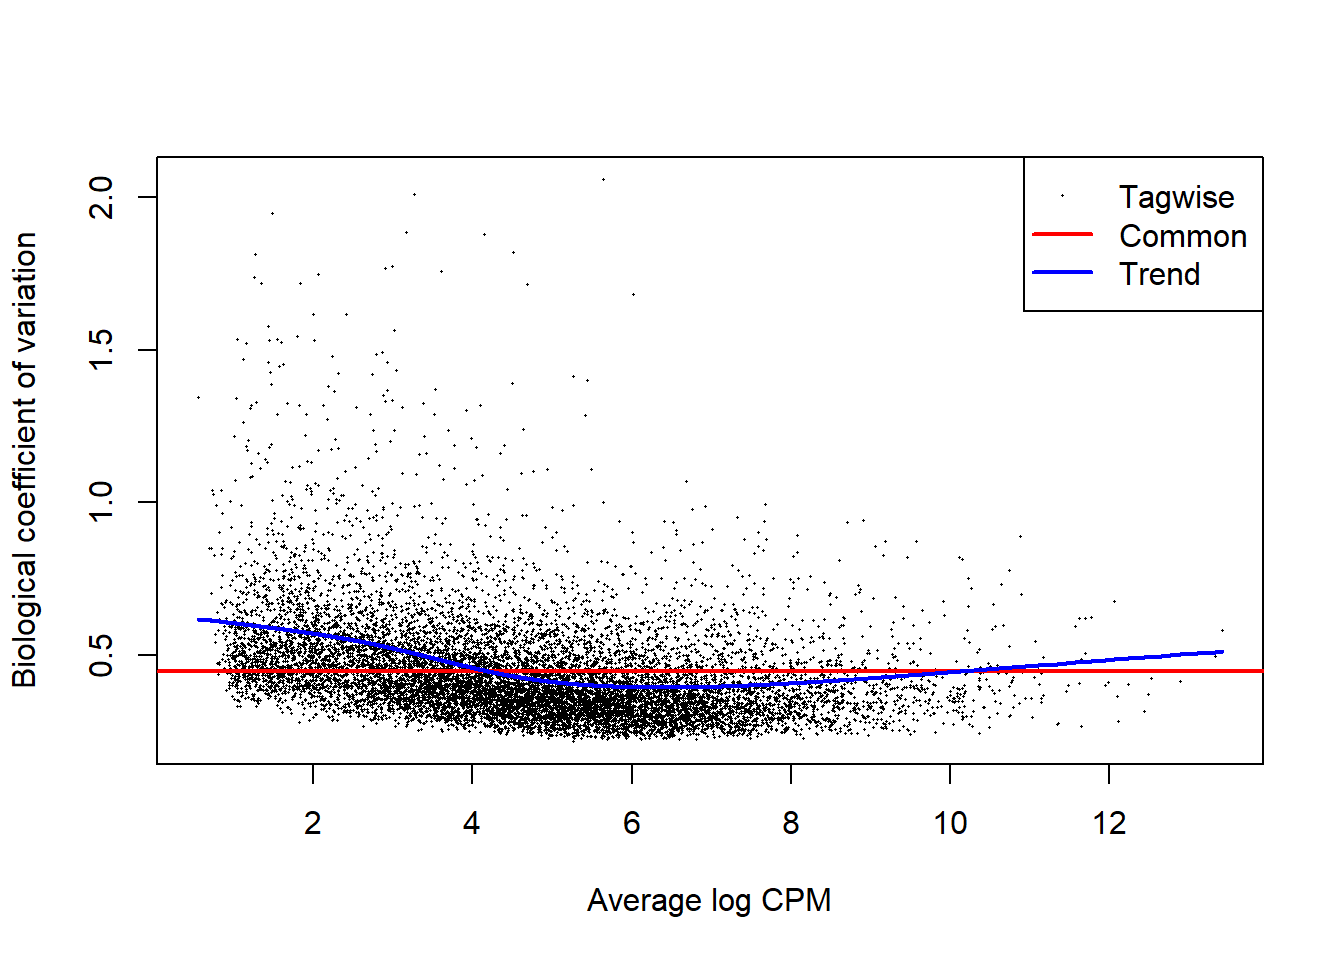 Tagwise
Common
Trend
Biological coefficient of variation
2.0
1.5
1.0
0.5
2 4 6 8 10 12
Average log CPM